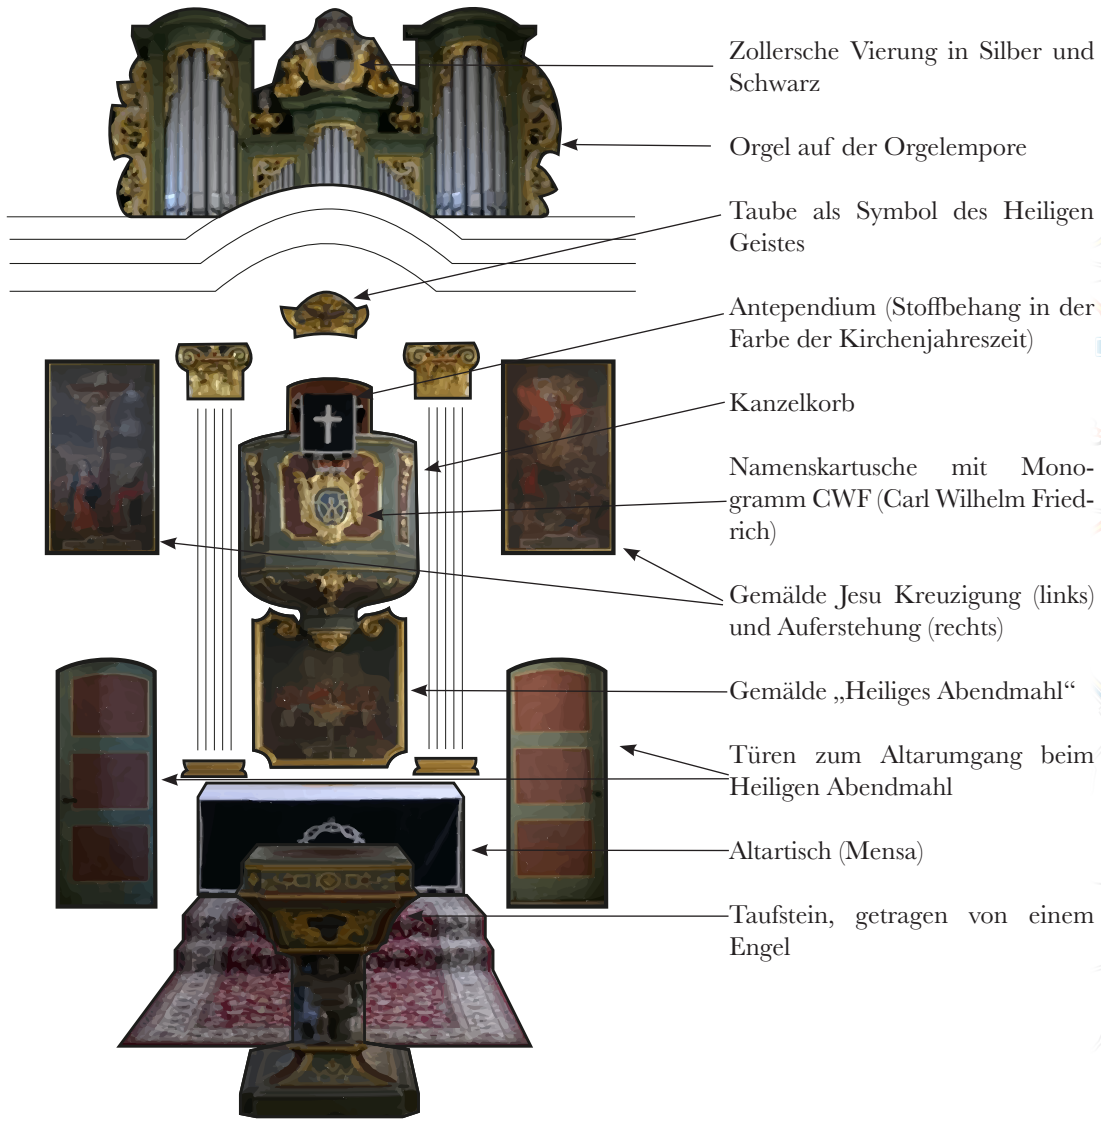 Zollersche Vierung in Silber und
Schwarz
Orgel auf der Orgelempore
Taube als Symbol des Heiligen
Geistes
Antependium (Stoffbehang in der
Farbe der Kirchenjahreszeit)
Kanzelkorb
Namenskartusche mit Mono-
gramm CWF (Carl Wilhelm Fried-
rich)
Gemälde Jesu Kreuzigung (links)
und Auferstehung (rechts)
Gemälde „Heiliges Abendmahl“
Türen zum Altarumgang beim
Heiligen Abendmahl
Altartisch (Mensa)
Taufstein, getragen von einem
Engel